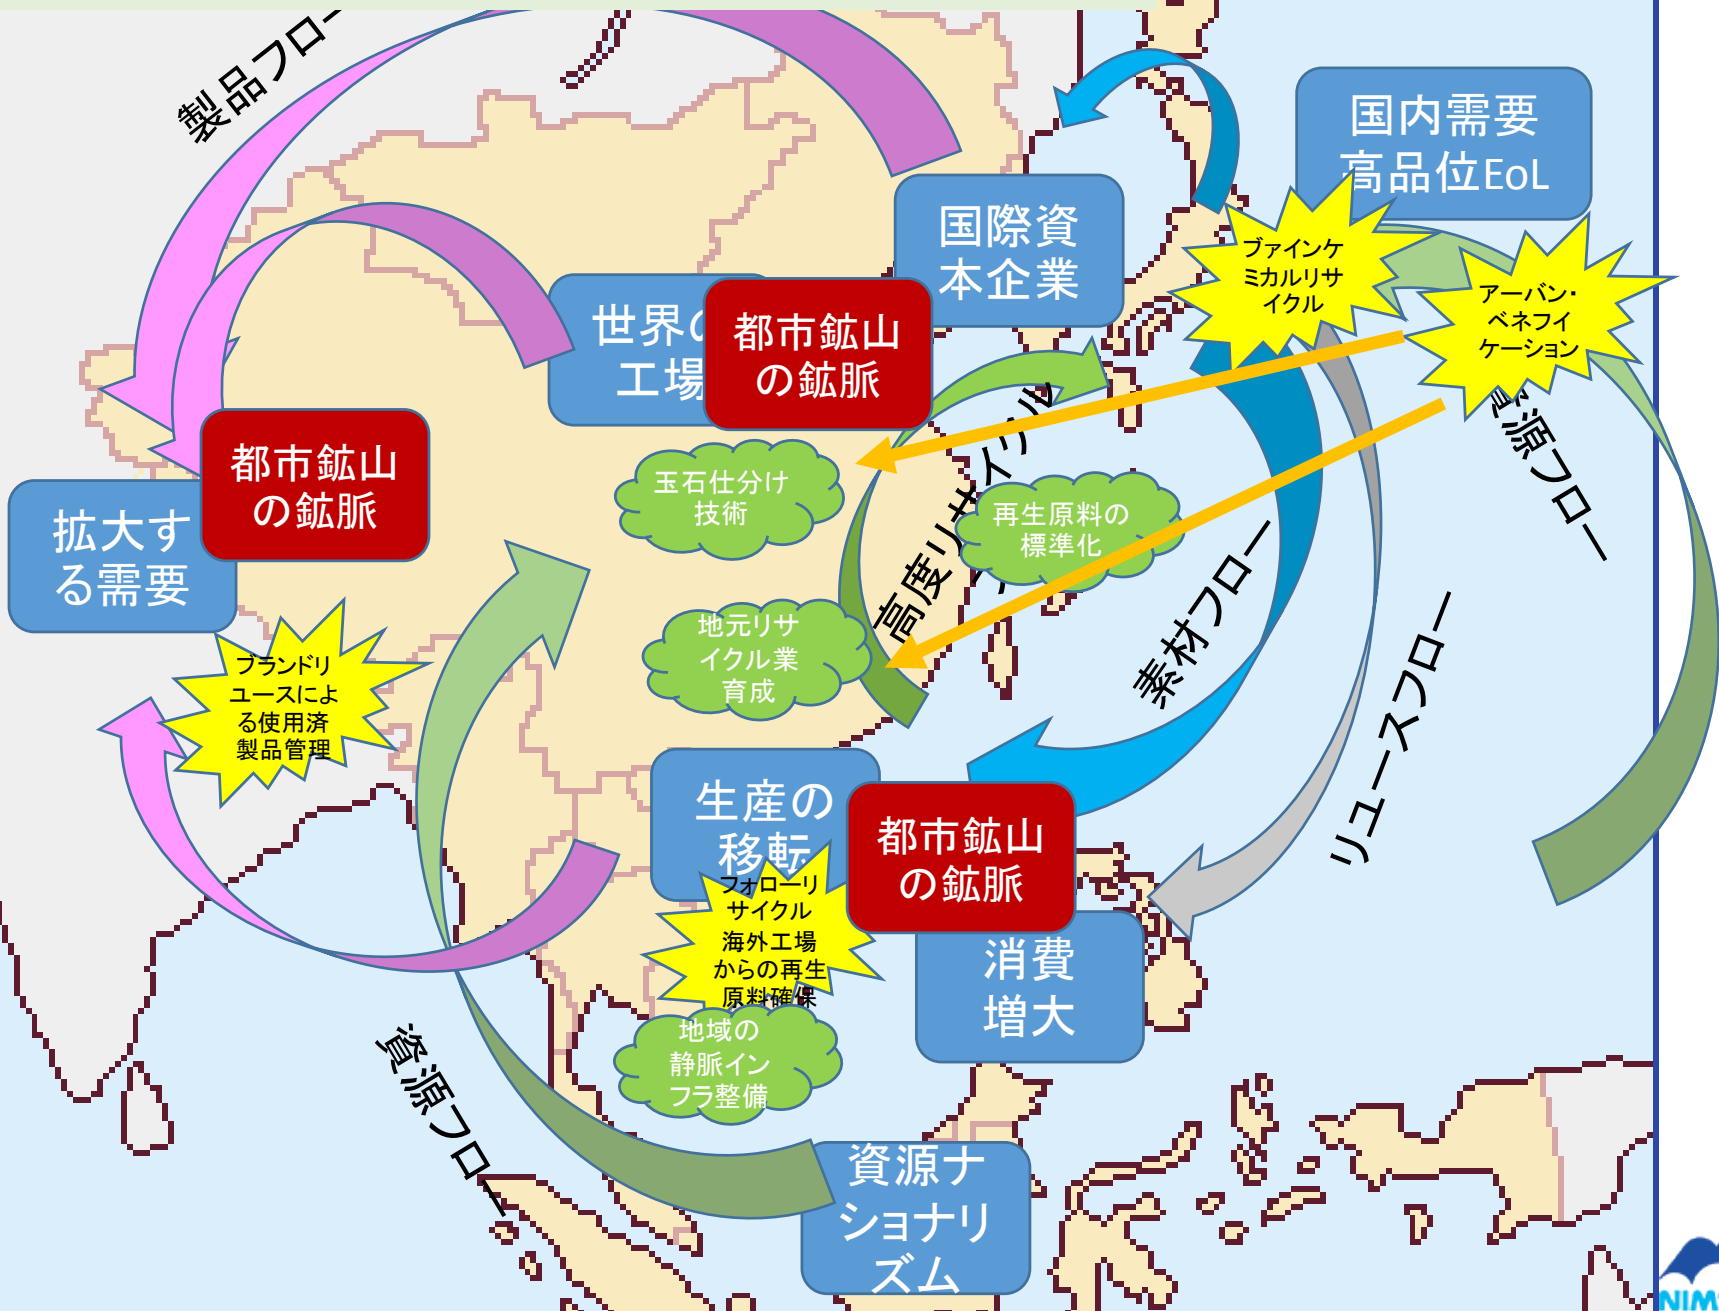 製品フロー
国内需要
高品位EoL
国際資
本企業
ブァインケ
ミカルリサ
イクル
アーバン・
ベネフイ
ケーション
世界の
工場
都市鉱山
の鉱脈
都市鉱山
の鉱脈
拡大す
る需要
玉石仕分け
技術
再生原料の
標準化
高度リサイクル
資源フロー
素材フロー
リユースフロー
地元リサ
イクル業
育成
ブランドリ
ユースによ
る使用済
製品管理
生産の
移転
都市鉱山
の鉱脈
フォローリ
サイクル
海外工場
からの再生
原料確保
消費
増大
地域の
静脈イン
フラ整備
資源フロー
資源ナ
ショナリ
ズム
NIMS